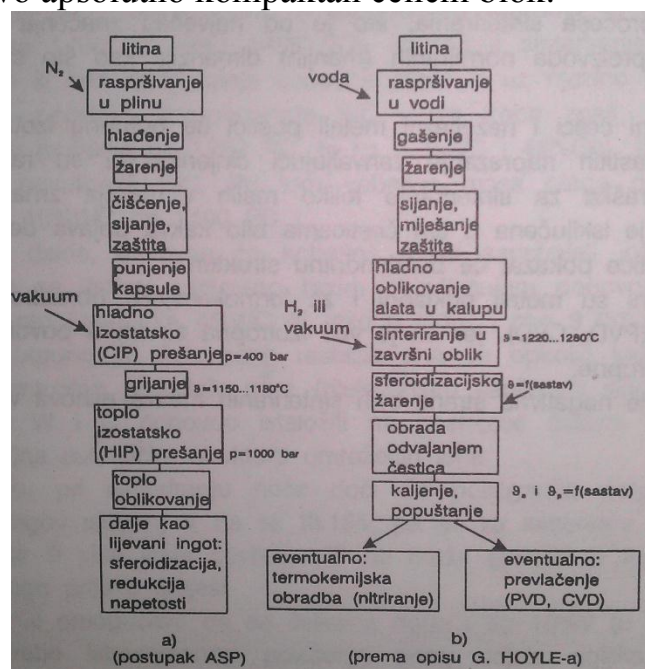 apsolutno kompaktan čelični blok.
litina
N₂
raspršivanje
u plinu
hlađenje
žarenje
čišćenje,
sijanje,
zaštita
punjenje
kapsule
vakuum
hladno
izostatsko
(CIP) prešanje p=400 bar
grijanje ϑ=1150...1180°C
toplo
izostatsko
(HIP) prešanje p=1000 bar
toplo
oblikovanje
dalje kao
lijevani ingot:
sferoidizacija,
redukcija
napetosti
a)
(postupak ASP)
litina
voda
raspršivanje
u vodi
gašenje
žarenje
sijanje,
miješanje
zaštita
hladno
oblikovanje
alata u kalupu
H₂ ili
vakuum
sinteriranje u ϑ=1220...1280°C
završni oblik
sferoidizacijsko ϑ=f(sastav)
žarenje
obrada
odvajanjem
čestica
kaljenje,
popuštanje
ϑₐ i ϑₚ=f(sastav)
eventualno:
termokemijska
obradba (nitriranje)
eventualno:
prevlačenje
(PVD, CVD)
b)
(prema opisu G. HOYLE-a)